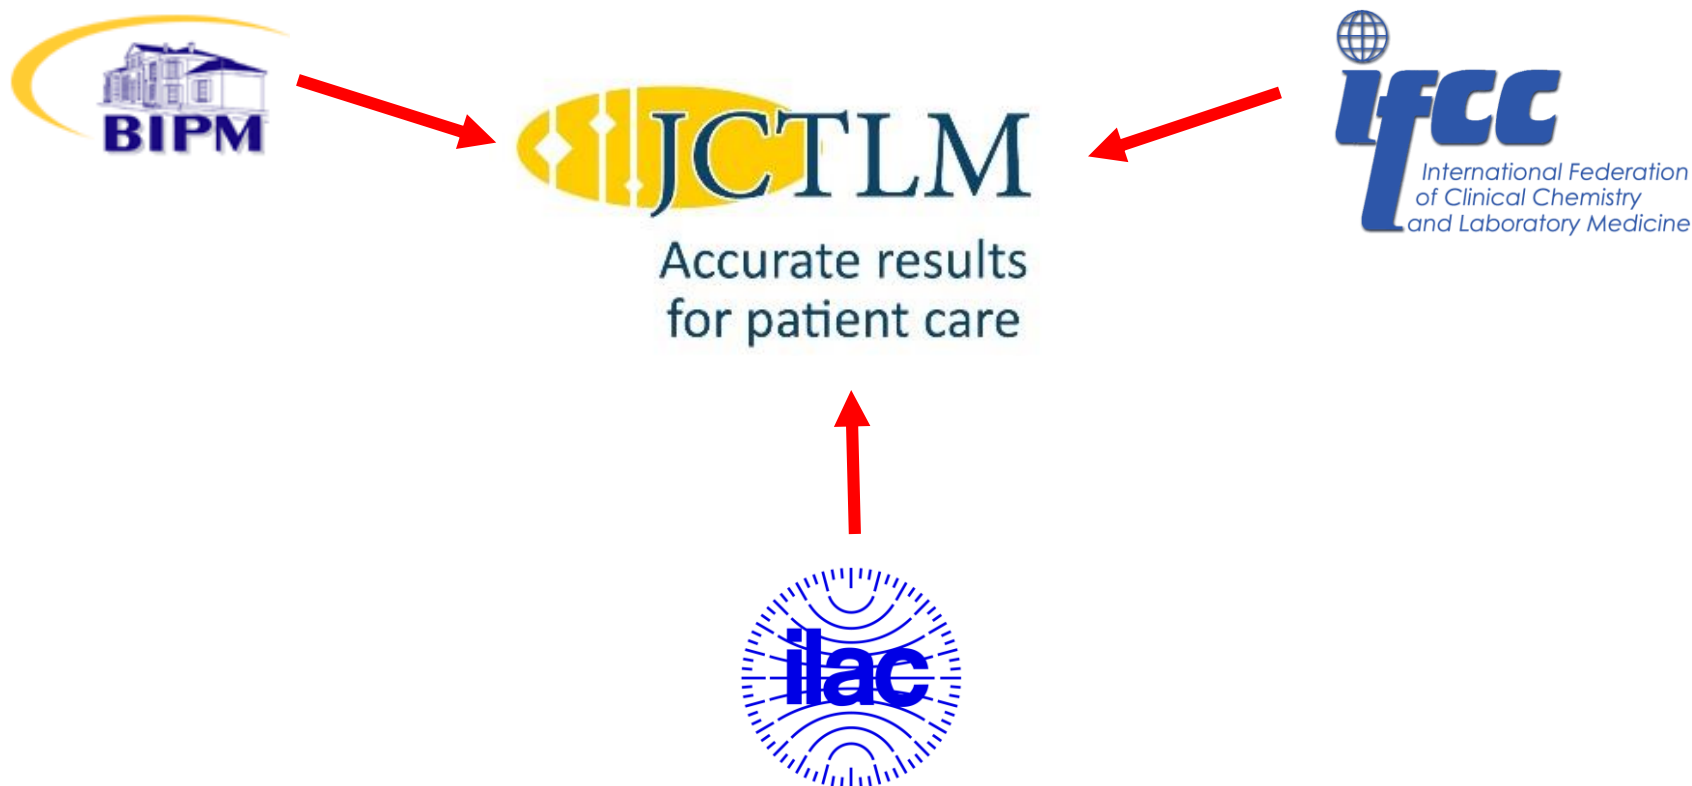 BIPM
JCTLM
Accurate results
for patient care
ifcc
International Federation
of Clinical Chemistry
and Laboratory Medicine
ilac